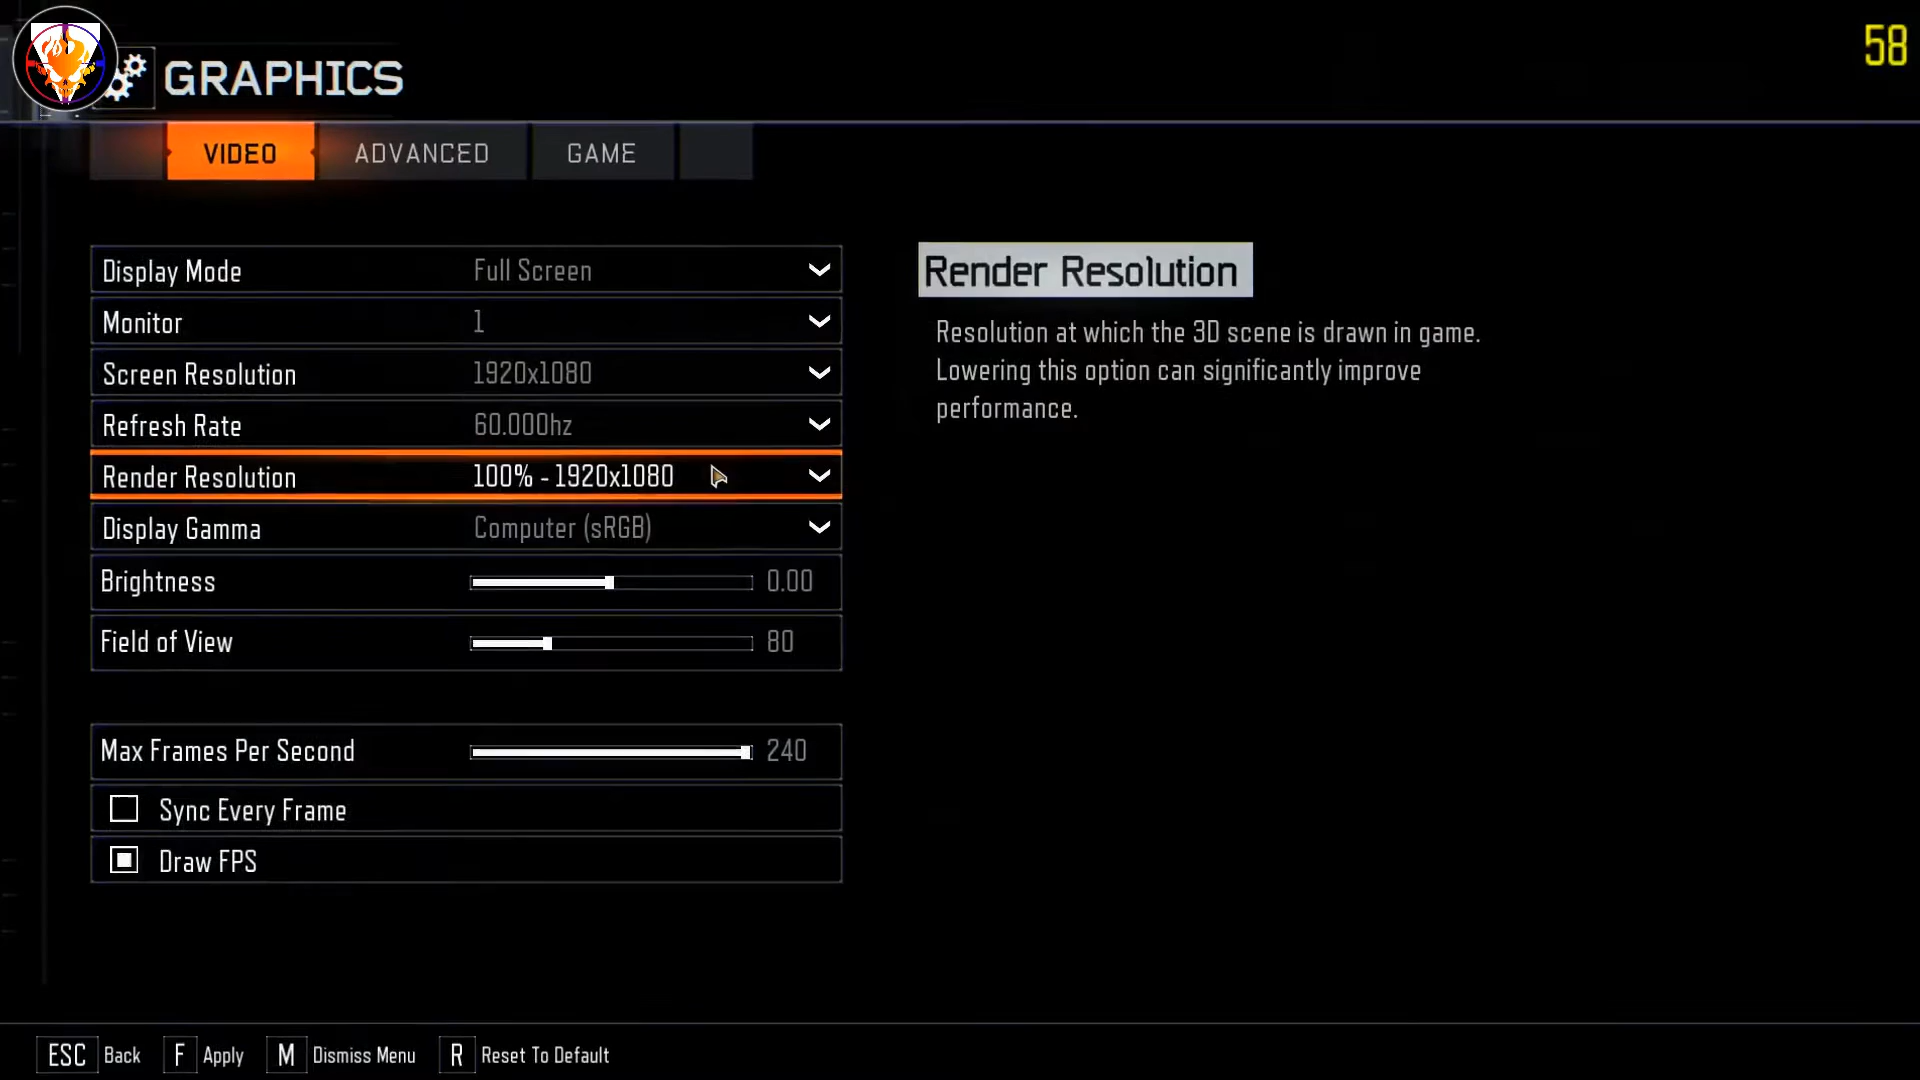 58
GRAPHICS
VIDEO ADVANCED GAME
Display Mode Full Screen
Monitor 1
Screen Resolution 1920x1080
Refresh Rate 60.000hz
Render Resolution 100% - 1920x1080
Display Gamma Computer (sRGB)
Brightness 0.00
Field of View 80
Max Frames Per Second 240
Sync Every Frame
Draw FPS
Render Resolution
Resolution at which the 3D scene is drawn in game.
Lowering this option can significantly improve
performance.
ESC Back F Apply M Dismiss Menu R Reset To Default